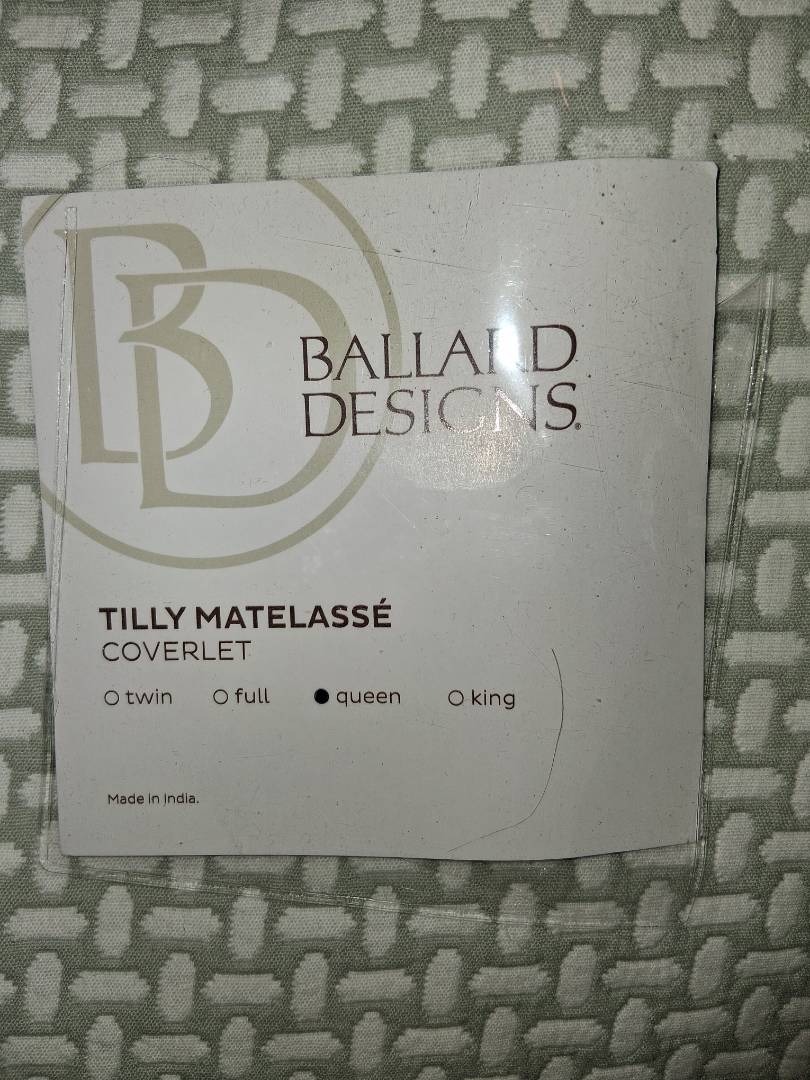 BD
BALLARD
DESIGNS®
TILLY MATELASSÉ
COVERLET
○ twin ○ full ● queen ○ king
Made in India.